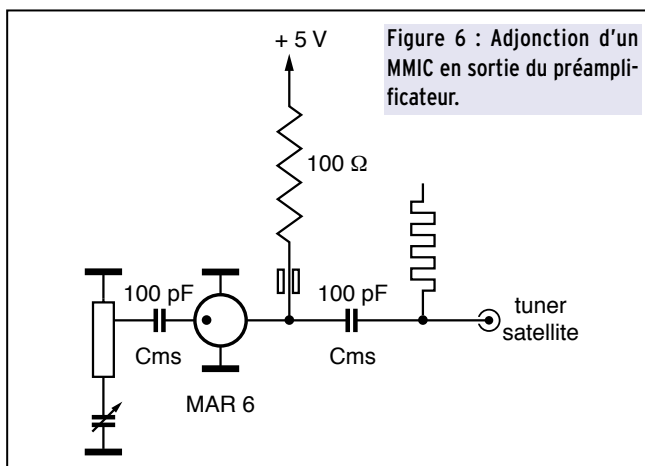 + 5 V
Figure 6 : Adjonction d'un
MMIC en sortie du préampli-
ficateur.
100 Ω
100 pF
100 pF
tuner
satellite
Cms
Cms
MAR 6